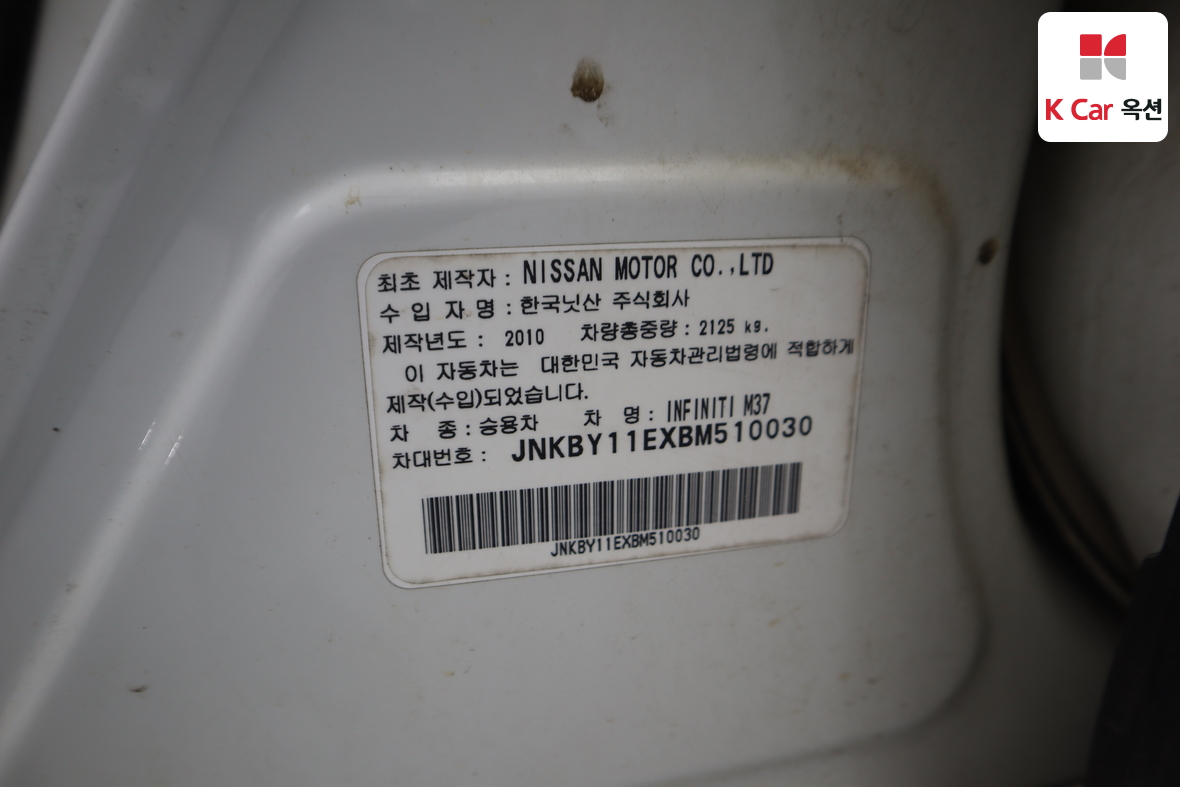 K Car 옥션
최초 제작자 : NISSAN MOTOR CO.,LTD
수 입 자 명 : 한국닛산 주식회사
제작년도 : 2010 차량총중량 : 2125 kg.
이 자동차는 대한민국 자동차관리법령에 적합하게
제작(수입)되었습니다.
차 종 : 승용차 차 명 : INFINITI M37
차대번호 : JNKBY11EXBM510030
JNKBY11EXBM510030